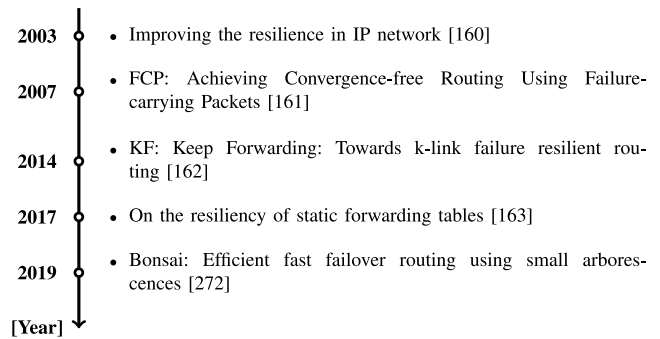 2003 • Improving the resilience in IP network [160]
2007 • FCP: Achieving Convergence-free Routing Using Failure-
carrying Packets [161]
2014 • KF: Keep Forwarding: Towards k-link failure resilient rou-
ting [162]
2017 • On the resiliency of static forwarding tables [163]
2019 • Bonsai: Efficient fast failover routing using small arbores-
cences [272]
[Year]